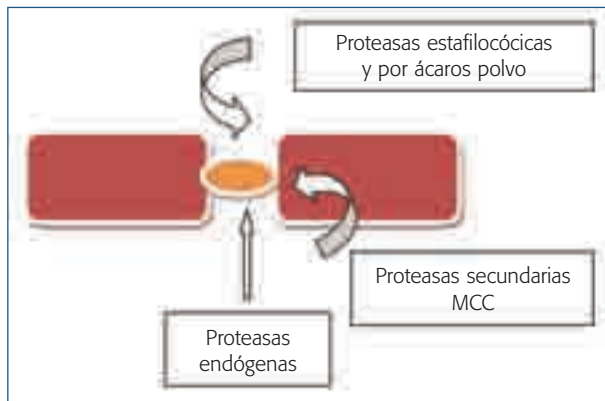 Proteasas estafilocócicas
y por ácaros polvo
Proteasas secundarias
MCC
Proteasas
endógenas